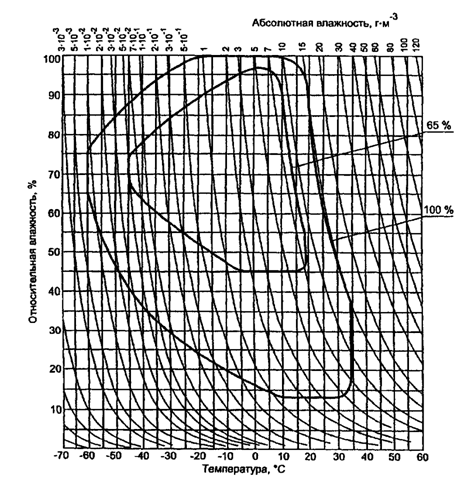 Абсолютная влажность, г·м⁻³
3·10⁻³ 5·10⁻³ 1·10⁻² 2·10⁻² 3·10⁻² 5·10⁻² 7·10⁻² 1·10⁻¹ 2·10⁻¹ 3·10⁻¹ 5·10⁻¹ 1 2 3 5 7 10 15 20 30 40 60 80 100 120
Относительная влажность, %
100
90
80
70
60
50
40
30
20
10
65 %
100 %
-70 -60 -50 -40 -30 -20 -10 0 10 20 30 40 50 60
Температура, °С